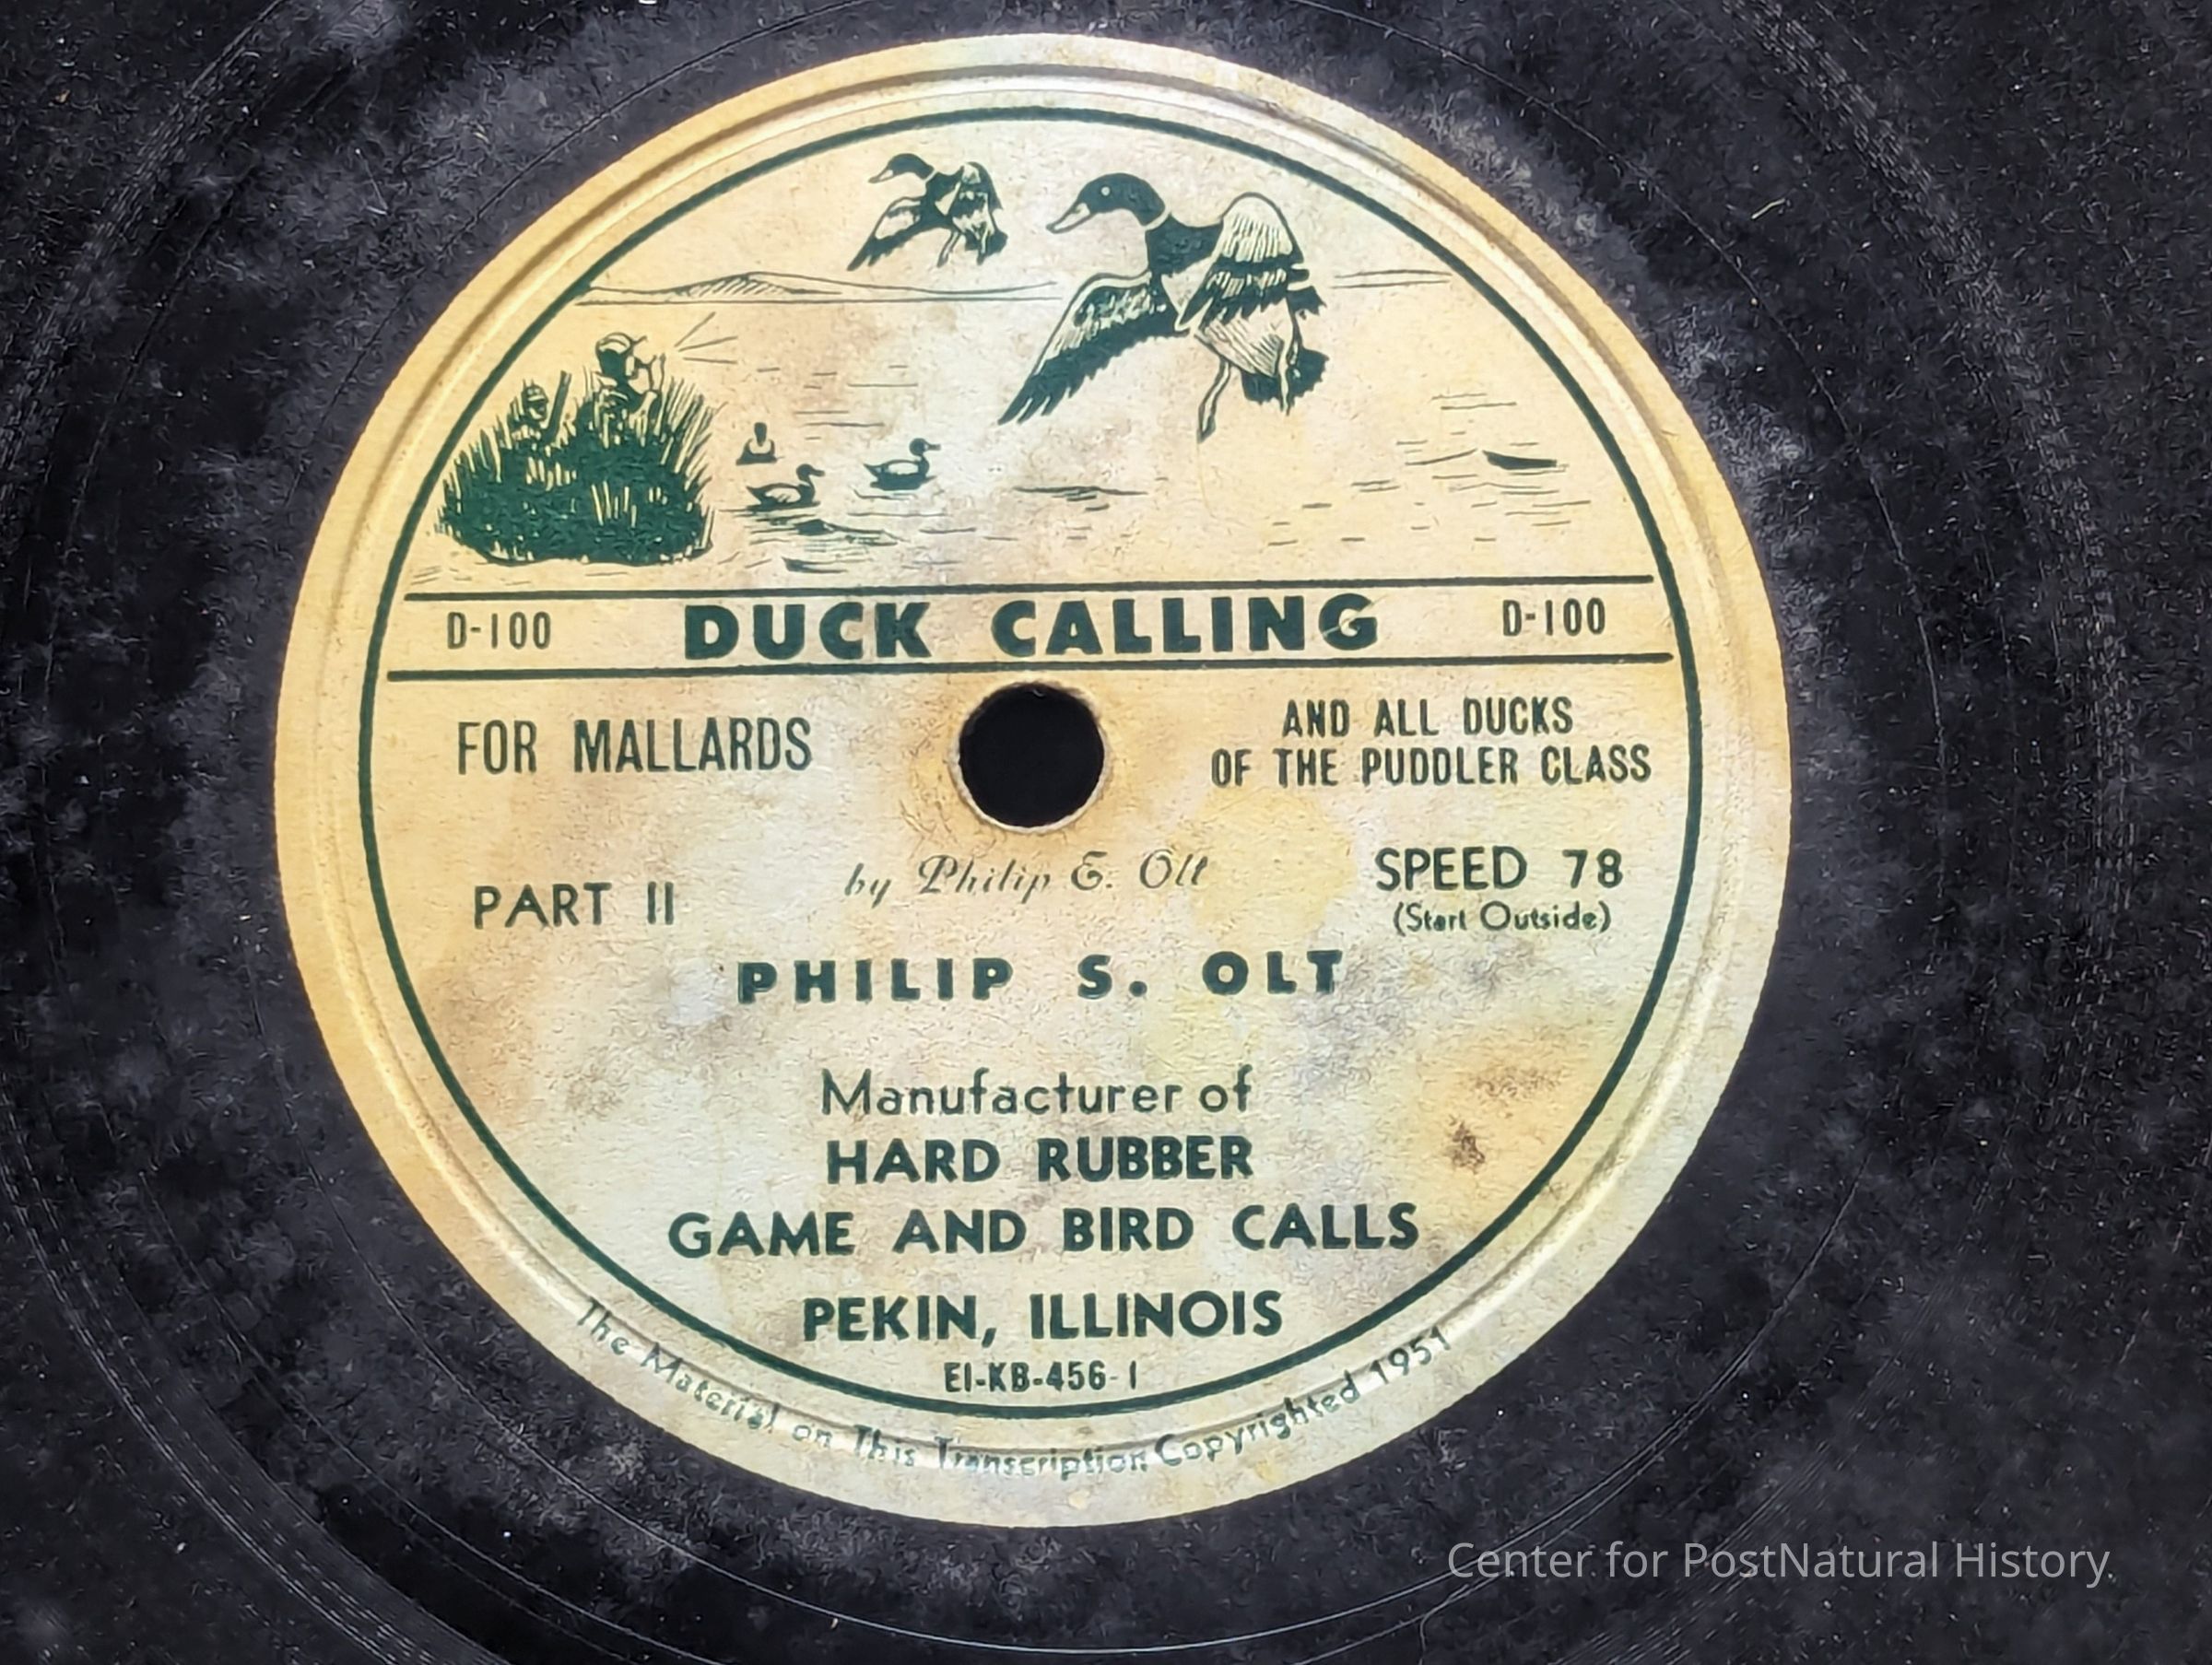 D-100 DUCK CALLING D-100
FOR MALLARDS
AND ALL DUCKS
OF THE PUDDLER CLASS
by Philip E. Olt
PART II
SPEED 78
(Start Outside)
PHILIP S. OLT
Manufacturer of
HARD RUBBER
GAME AND BIRD CALLS
PEKIN, ILLINOIS
EI-KB-456-1
The Material on This Transcription Copyrighted 1951
Center for PostNatural History.